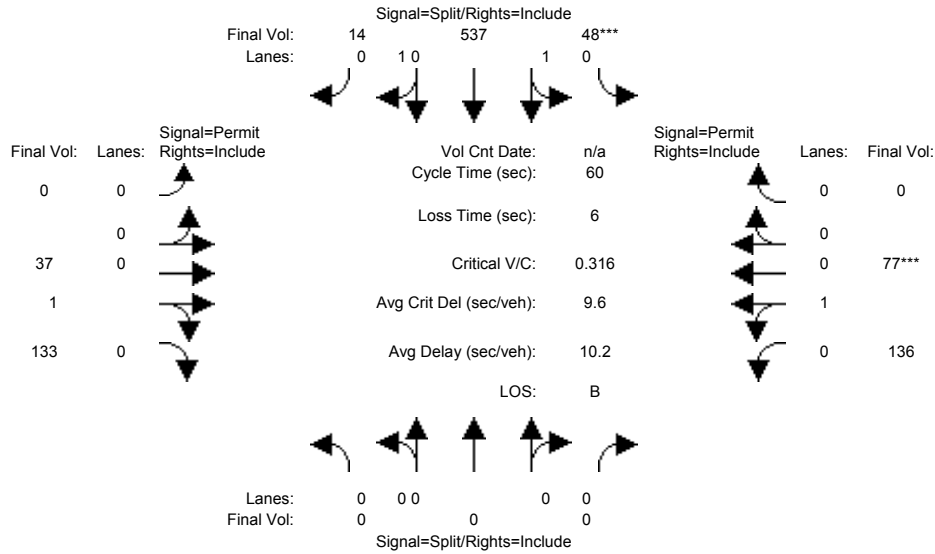 Signal=Split/Rights=Include
Final Vol: 14 537 48***
Lanes: 0 1 0 1 0
Signal=Permit
Final Vol: Lanes: Rights=Include
Vol Cnt Date: n/a
Signal=Permit
Rights=Include Lanes: Final Vol:
Cycle Time (sec): 60
0 0
0 0
Loss Time (sec): 6
0
0
37 0
Critical V/C: 0.316
0 77***
1
Avg Crit Del (sec/veh): 9.6
1
133 0
Avg Delay (sec/veh): 10.2
0 136
LOS: B
Lanes: 0 0 0 0 0
Final Vol: 0 0 0
Signal=Split/Rights=Include